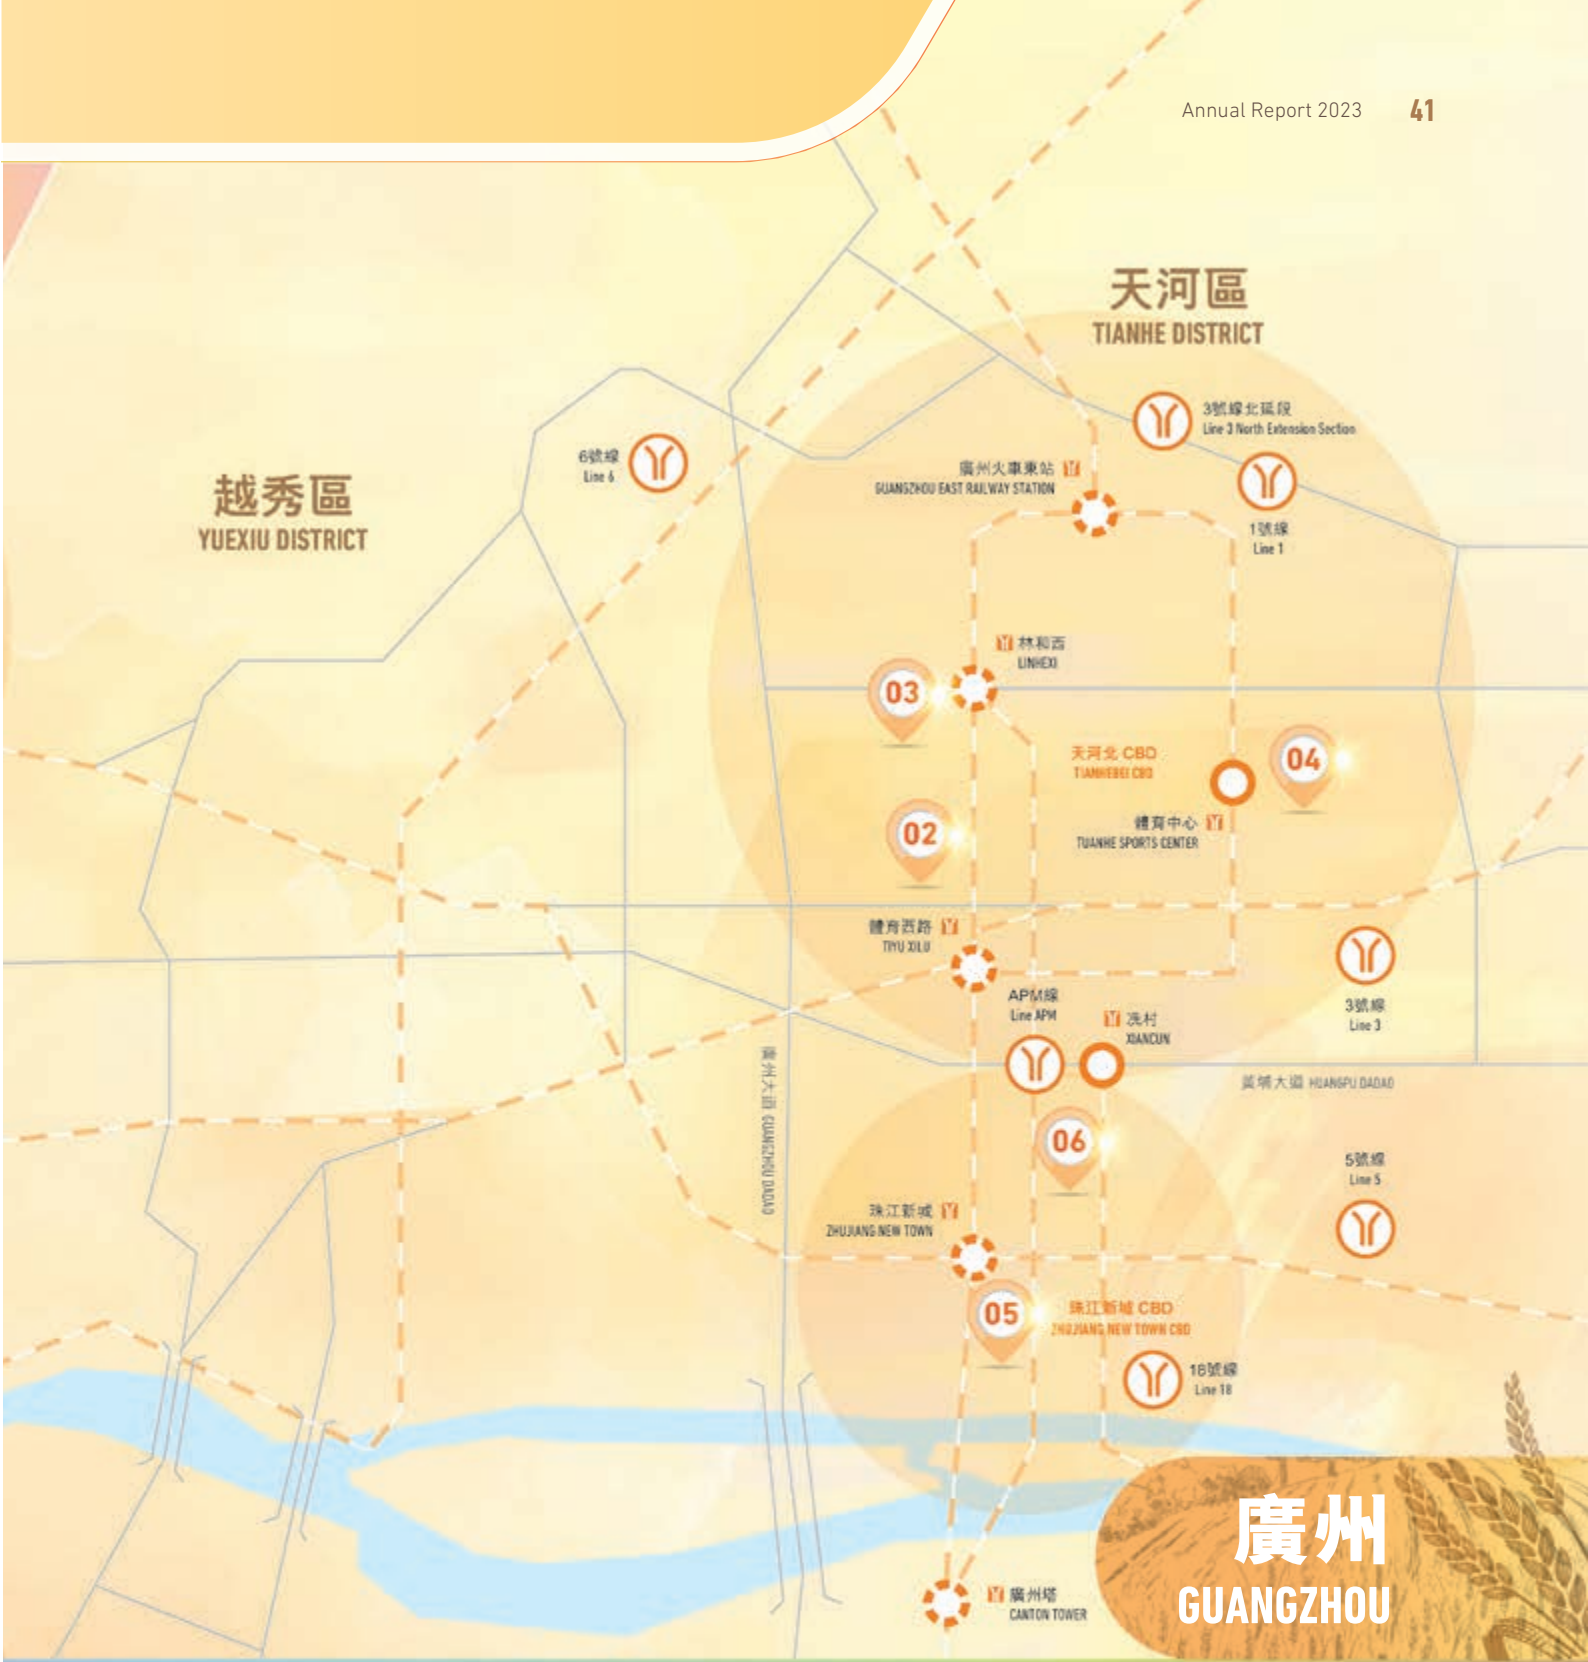 Annual Report 2023 41
天河區
TIANHE DISTRICT
3號線北延段
Line 3 North Extension Section
6號線
Line 6
廣州火車東站
GUANGZHOU EAST RAILWAY STATION
越秀區
YUEXIU DISTRICT
1號線
Line 1
林和西
LINHEXI
03
天河北 CBD
TIANHEBEI CBD
04
02
體育中心
TUANHE SPORTS CENTER
體育西路
TIYU XILU
APM線
Line APM
冼村
XIANCUN
3號線
Line 3
黃埔大道 HUANGPU DADAO
廣州大道 GUANGZHOU DADAO
06
5號線
Line 5
珠江新城
ZHUJIANG NEW TOWN
05
珠江新城 CBD
ZHUJIANG NEW TOWN CBD
18號線
Line 18
廣州塔
CANTON TOWER
廣州
GUANGZHOU